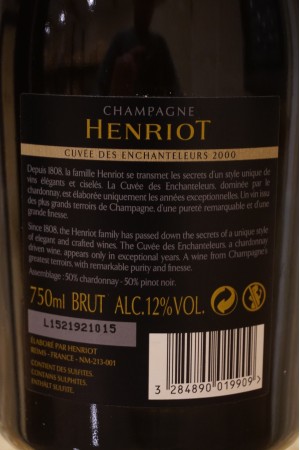 CHAMPAGNE
HENRIOT
CUVÉE DES ENCHANTELEURS 2000
Depuis 1808, la famille Henriot se transmet les secrets d'un style unique de
vins élégants et ciselés. La Cuvée des Enchanteleurs, dominée par le
chardonnay, est élaborée uniquement les années exceptionnelles. Un vin issu
des plus grands terroirs de Champagne, d'une pureté remarquable et d'une
grande finesse.
Since 1808, the Henriot family has passed down the secrets of a unique style
of elegant and crafted wines. The Cuvée des Enchanteleurs, a chardonnay
driven wine, appears only in exceptional years. A wine from Champagne's
greatest terroirs, with remarkable purity and finesse.
Assemblage : 50% chardonnay - 50% pinot noir.
750ml BRUT ALC.12%VOL.
L1521921015
ÉLABORÉ PAR HENRIOT
REIMS - FRANCE - NM-213-001
CONTIENT DES SULFITES.
CONTAINS SULPHITES.
ENTHÄLT SULFITE.
3 284890 019909 >